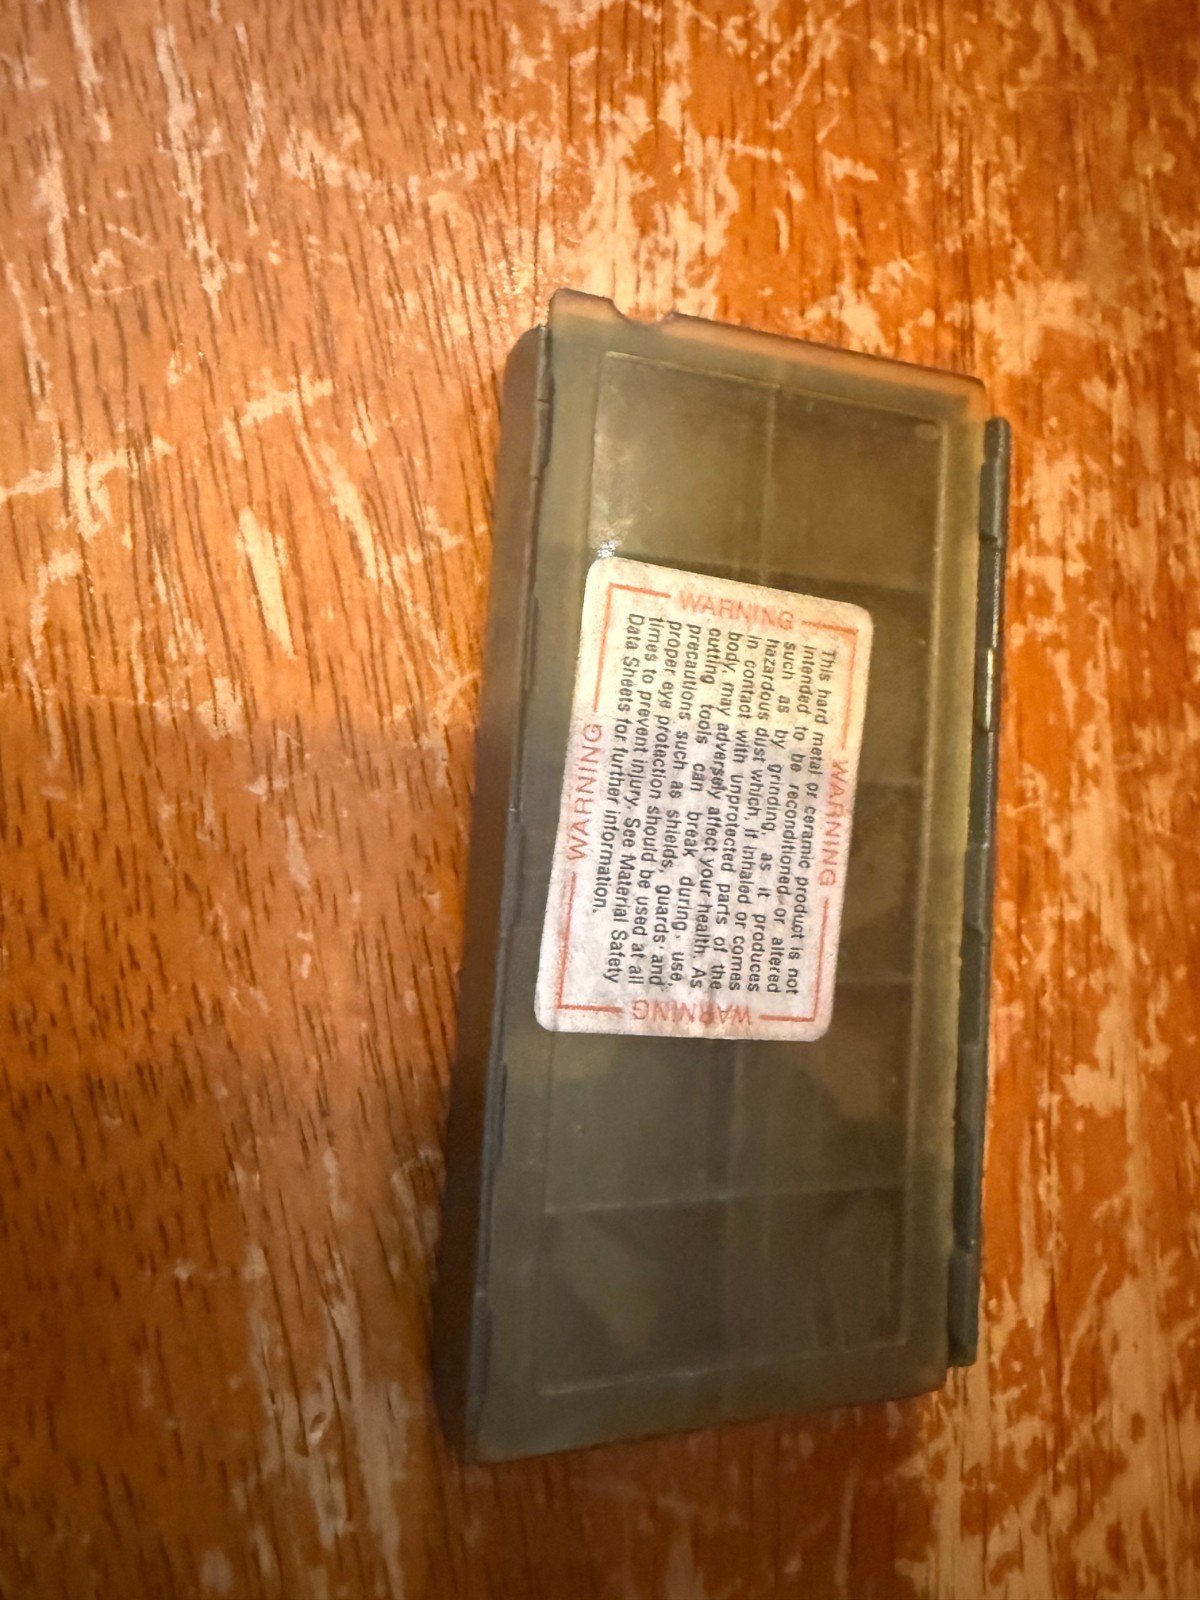 WARNING
WARNING
This hard metal or ceramic product is not
intended to be reconditioned or altered
such as by grinding, as it produces
hazardous dust which, if inhaled or comes
in contact with unprotected parts of the
body, may adversely affect your health. As
cutting tools can break during use,
precautions such as shields, guards and
proper eye protection should be used at all
times to prevent injury. See Material Safety
Data Sheets for further information.
WARNING
WARNING